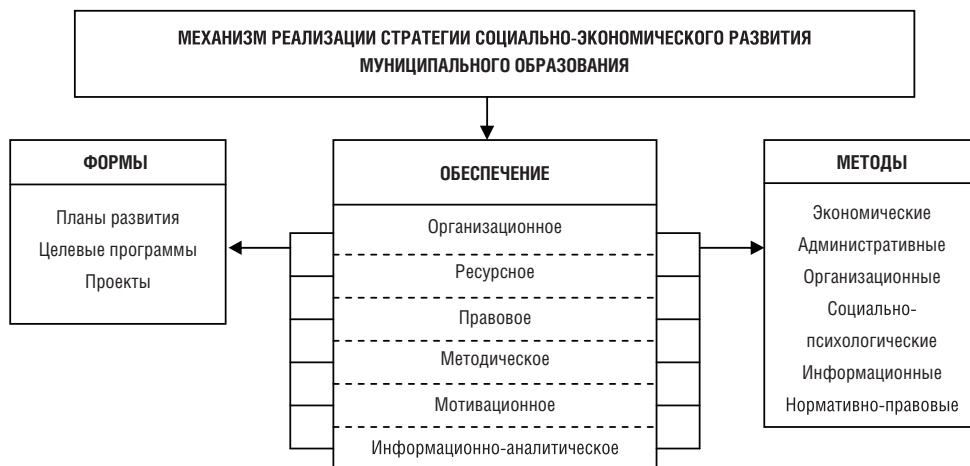 МЕХАНИЗМ РЕАЛИЗАЦИИ СТРАТЕГИИ СОЦИАЛЬНО-ЭКОНОМИЧЕСКОГО РАЗВИТИЯ
МУНИЦИПАЛЬНОГО ОБРАЗОВАНИЯ
ФОРМЫ
Планы развития
Целевые программы
Проекты
ОБЕСПЕЧЕНИЕ
Организационное
Ресурсное
Правовое
Методическое
Мотивационное
Информационно-аналитическое
МЕТОДЫ
Экономические
Административные
Организационные
Социально-
психологические
Информационные
Нормативно-правовые